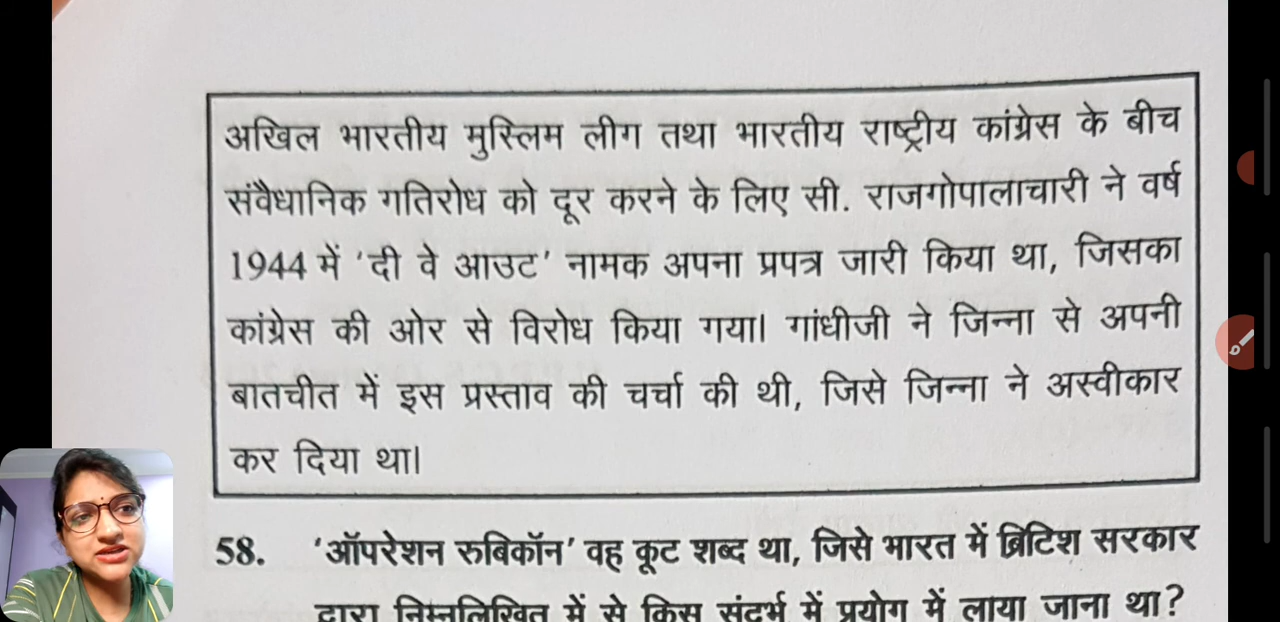 अखिल भारतीय मुस्लिम लीग तथा भारतीय राष्ट्रीय कांग्रेस के बीच
संवैधानिक गतिरोध को दूर करने के लिए सी. राजगोपालाचारी ने वर्ष
1944 में ‘दी वे आउट’ नामक अपना प्रपत्र जारी किया था, जिसका
कांग्रेस की ओर से विरोध किया गया। गांधीजी ने जिन्ना से अपनी
बातचीत में इस प्रस्ताव की चर्चा की थी, जिसे जिन्ना ने अस्वीकार
कर दिया था।
58. ‘ऑपरेशन रुबिकॉन’ वह कूट शब्द था, जिसे भारत में ब्रिटिश सरकार
द्वारा निम्नलिखित में से किस संदर्भ में प्रयोग में लाया जाना था?